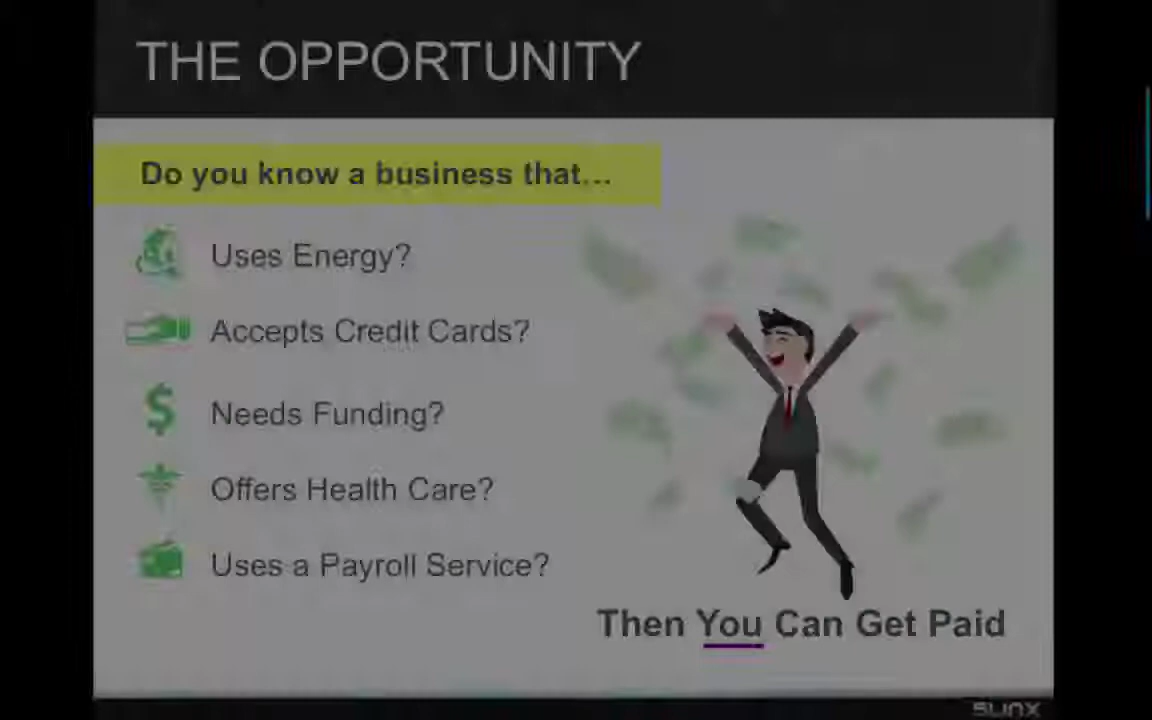 THE OPPORTUNITY
Do you know a business that...
Uses Energy?
Accepts Credit Cards?
Needs Funding?
Offers Health Care?
Uses a Payroll Service?
Then You Can Get Paid